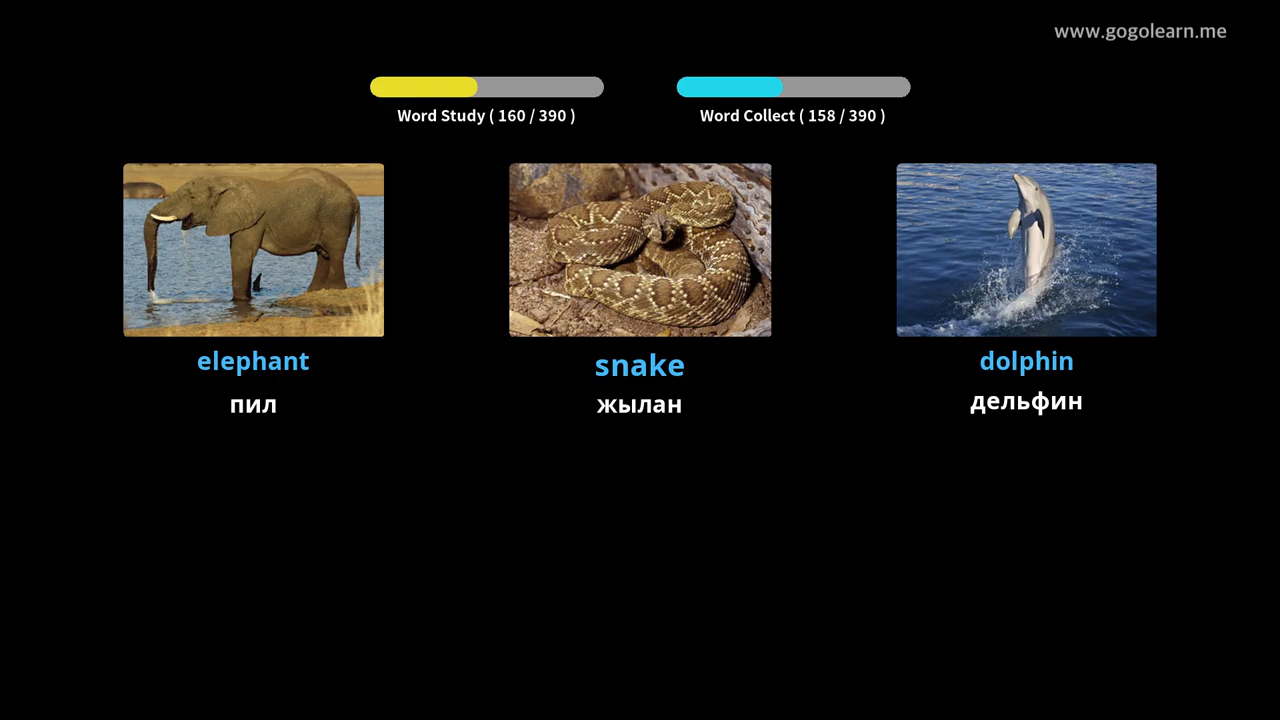 www.gogolearn.me
Word Study ( 160 / 390 )
Word Collect ( 158 / 390 )
elephant
snake
dolphin
пил
жылан
дельфин